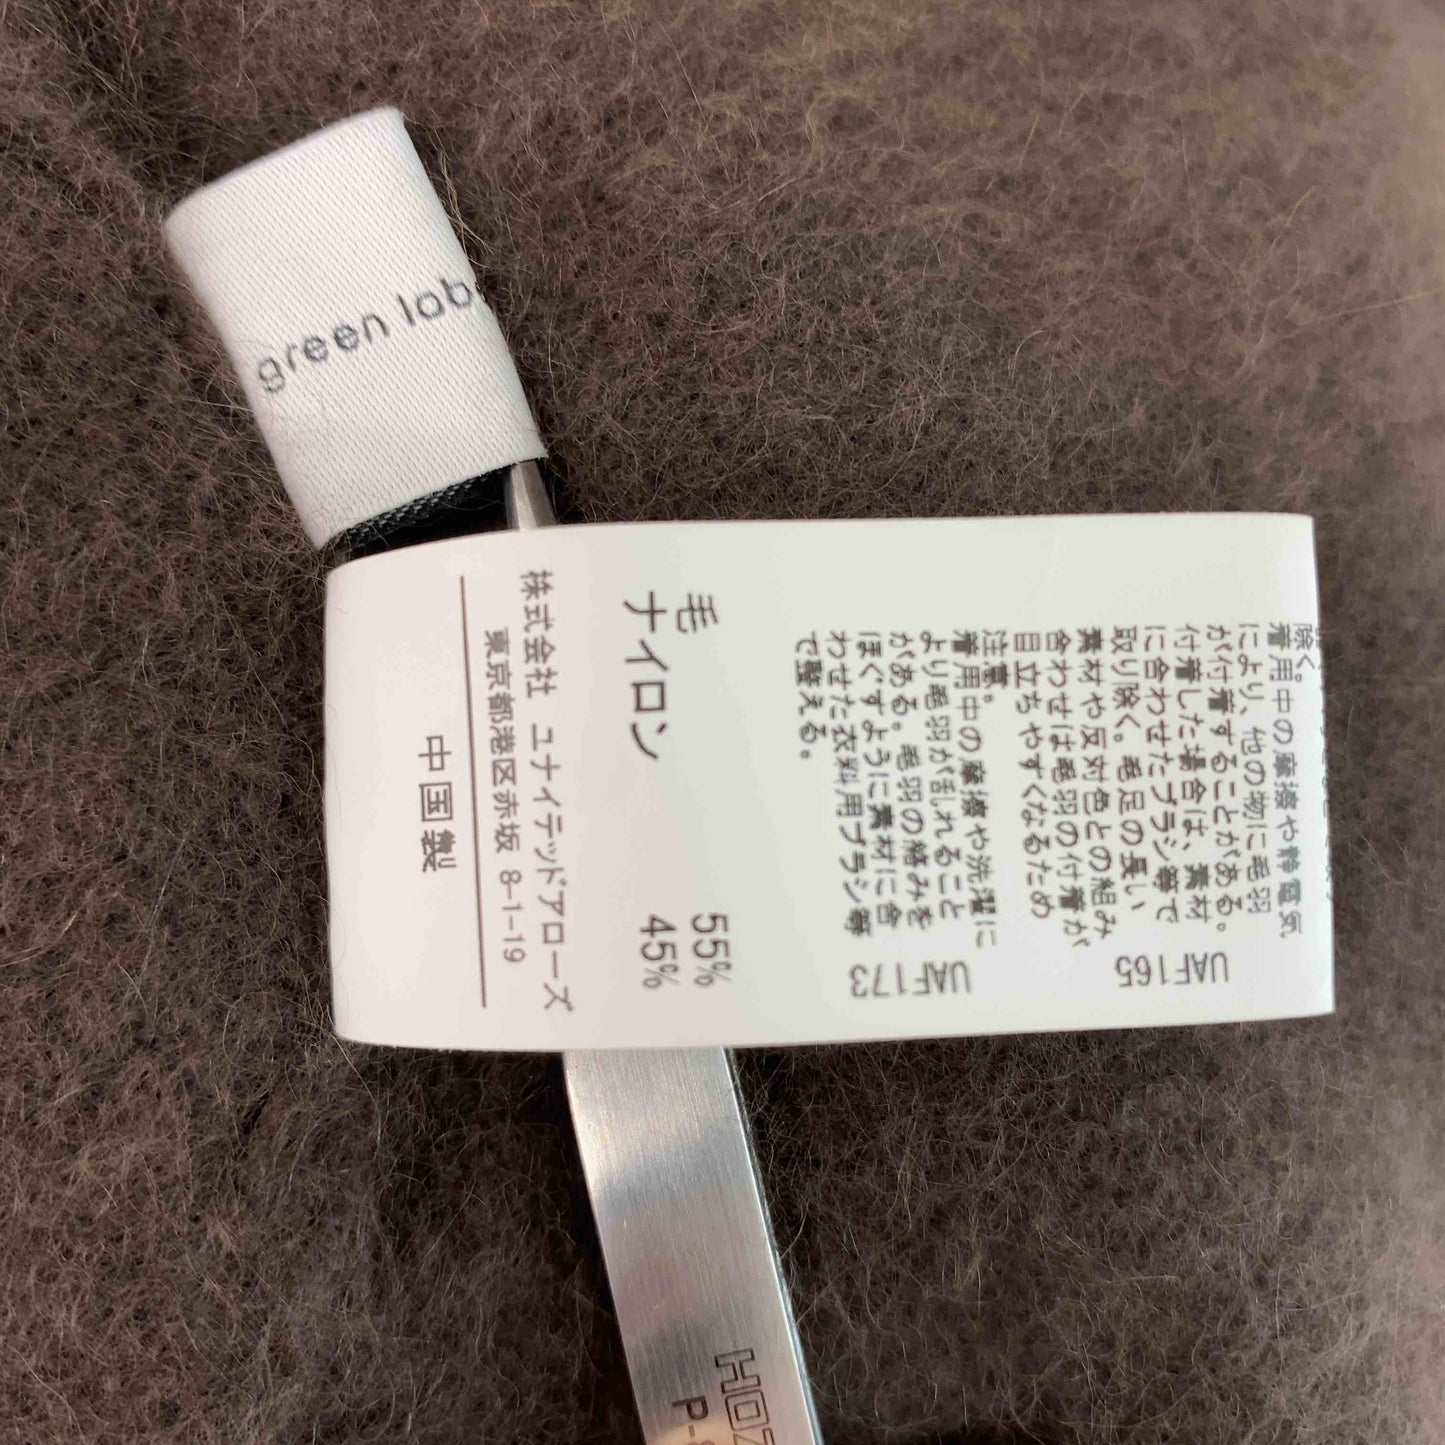 green lab
除く。
着用中の摩擦や静電気
により、他の物に毛羽
が付着することがある。
付着した場合は、素材
に合わせたブラシ等で
取り除く。毛足の長い
素材や反対色との組み
合わせは毛羽の付着が
目立ちやすくなるため
注意。
UAF165
着用中の摩擦や洗濯に
より毛羽が乱れること
がある。毛羽の絡みを
ほぐすように素材に合
わせた衣料用ブラシ等
で整える。
UAF173
毛 55%
ナイロン 45%
株式会社 ユナイテッドアローズ
東京都港区赤坂 8-1-19
中国製
HOZ
P-